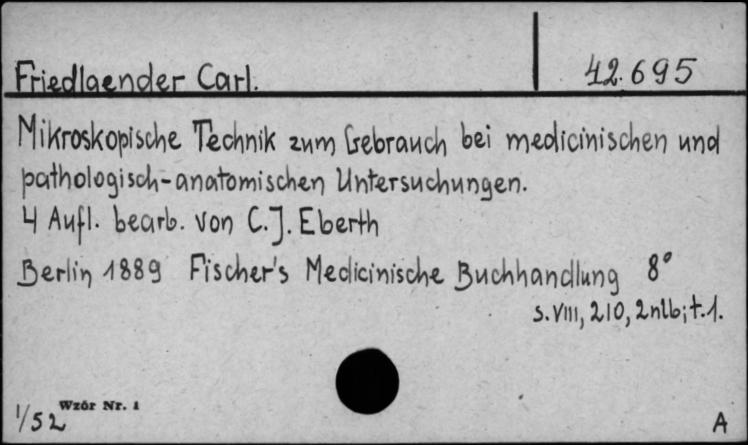 Friedlaender Carl. 42.695
Mikroskopische Technik zum Gebrauch bei medicinischen und
pathologisch-anatomischen Untersuchungen.
4 Aufl. bearb. von C.J. Eberth
Berlin 1889 Fischer's Medicinische Buchhandlung 8°
s. VIII, 210, 2nlb; t.1.
Wzór Nr. 1
1/52 A